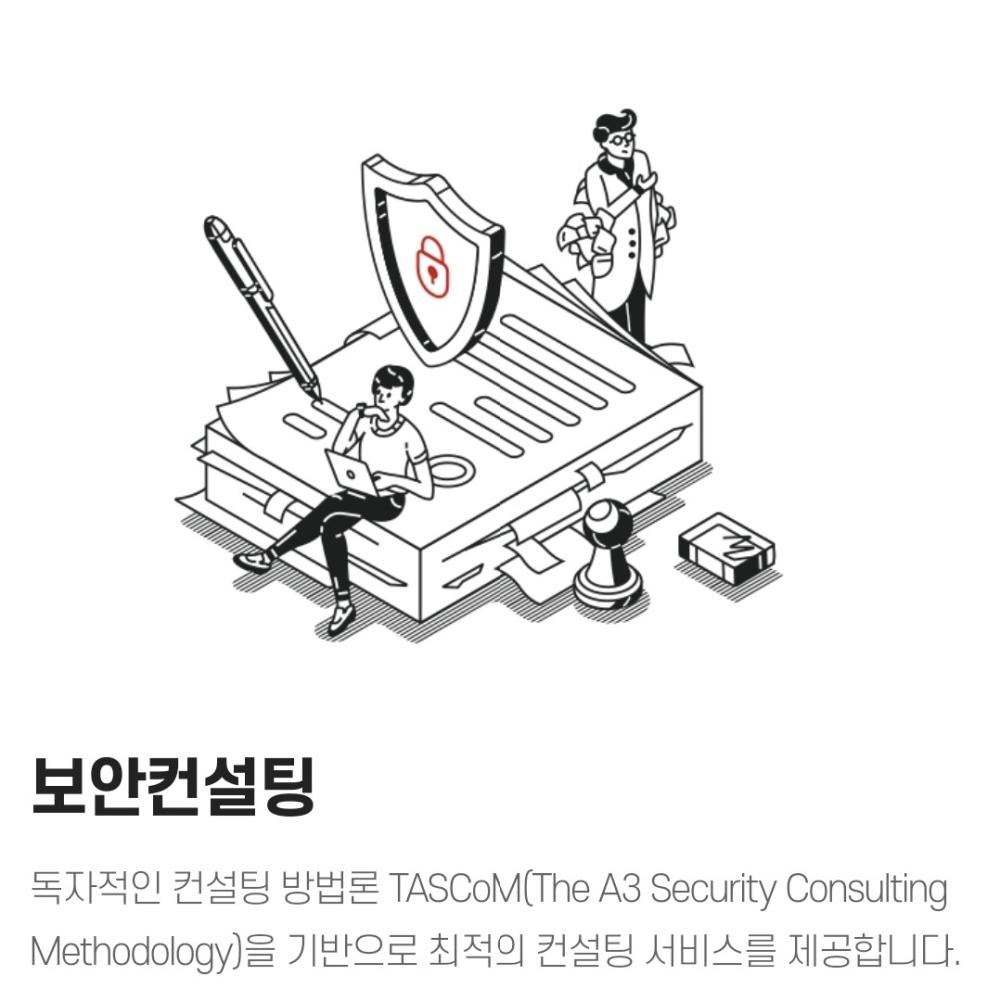 보안컨설팅
독자적인 컨설팅 방법론 TASCoM(The A3 Security Consulting
Methodology)을 기반으로 최적의 컨설팅 서비스를 제공합니다.